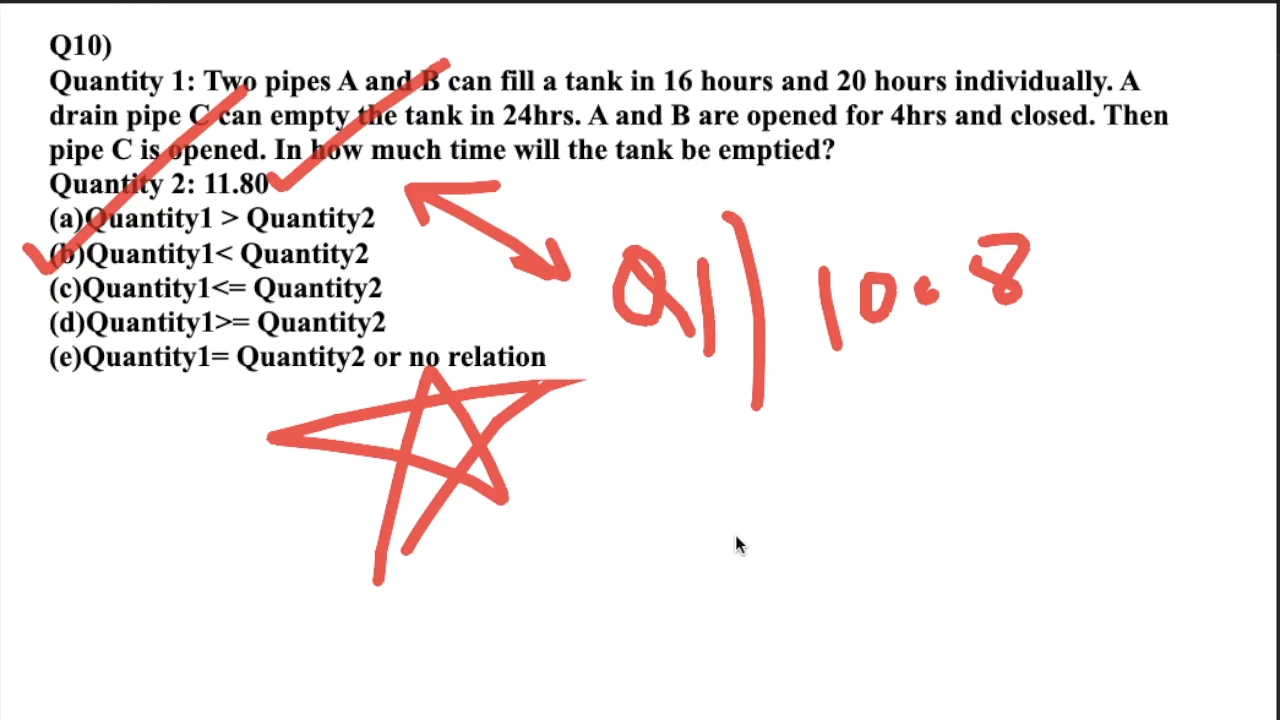 Q10)
Quantity 1: Two pipes A and B can fill a tank in 16 hours and 20 hours individually. A
drain pipe C can empty the tank in 24hrs. A and B are opened for 4hrs and closed. Then
pipe C is opened. In how much time will the tank be emptied?
Quantity 2: 11.80
(a)Quantity1 > Quantity2
(b)Quantity1< Quantity2
(c)Quantity1<= Quantity2
(d)Quantity1>= Quantity2
(e)Quantity1= Quantity2 or no relation
Q1) 10.8